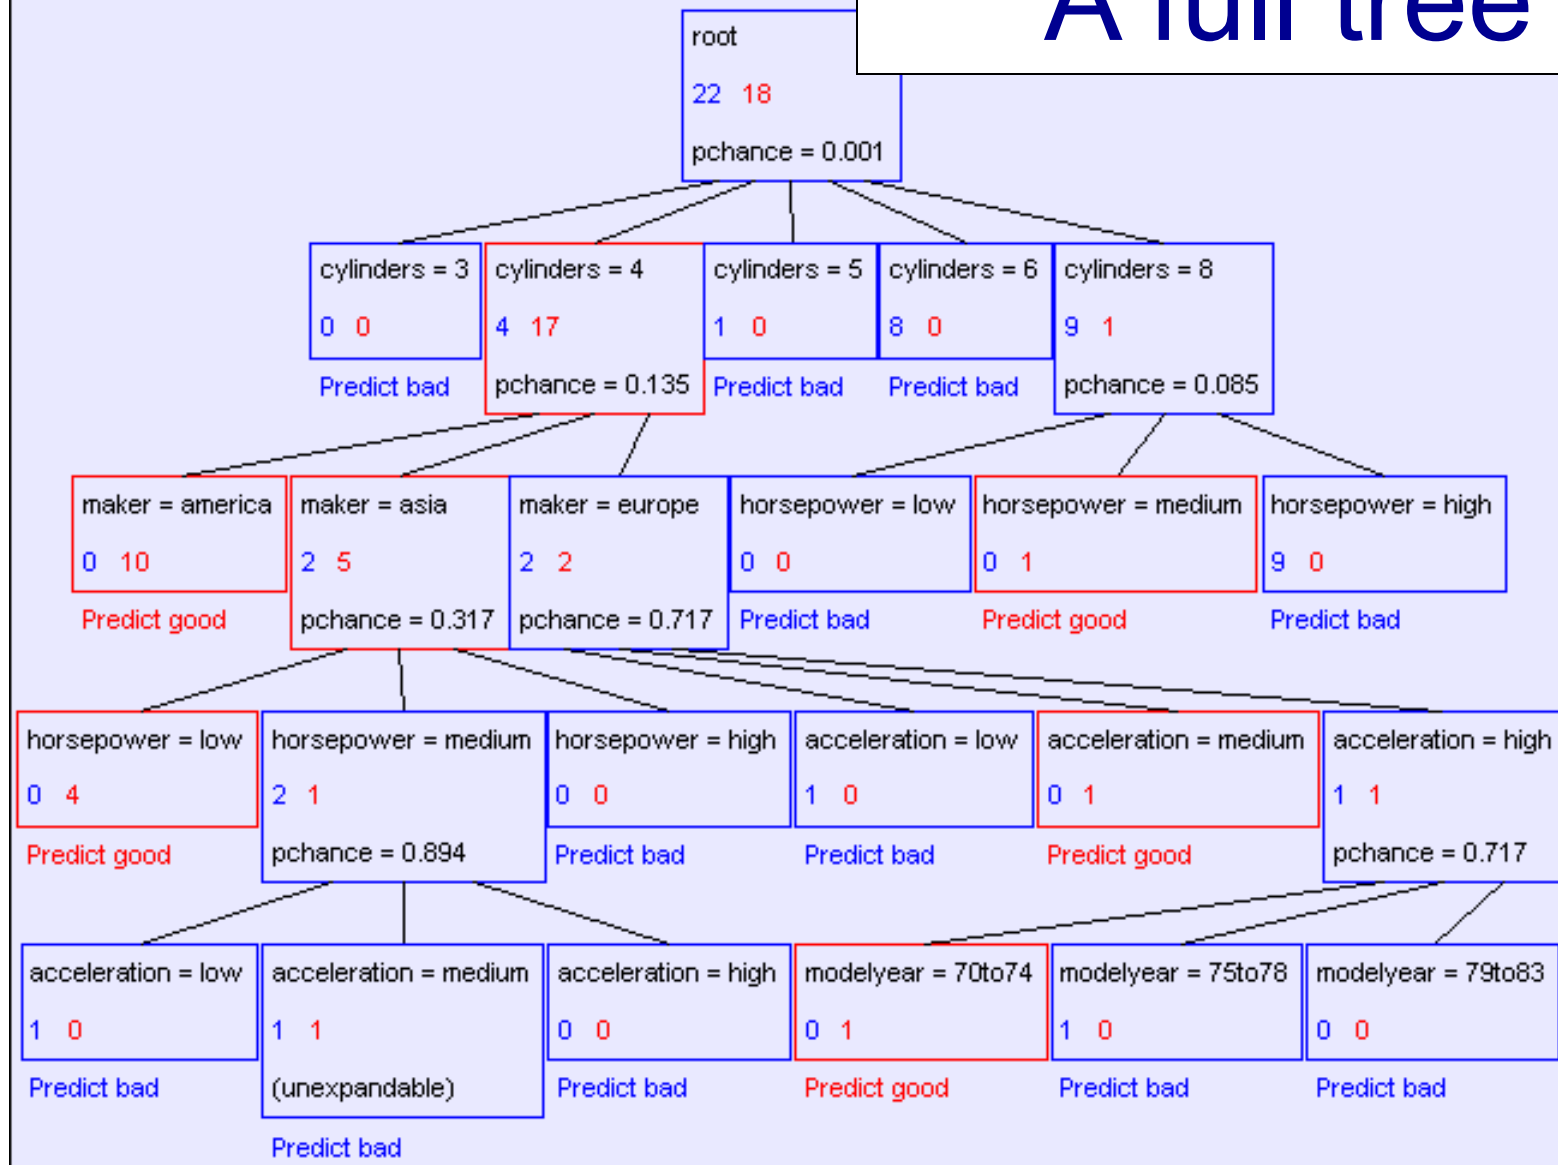 A full tree
root
22 18
pchance = 0.001
cylinders = 3
0 0
Predict bad
cylinders = 4
4 17
pchance = 0.135
cylinders = 5
1 0
Predict bad
cylinders = 6
8 0
Predict bad
cylinders = 8
9 1
pchance = 0.085
maker = america
0 10
Predict good
maker = asia
2 5
pchance = 0.317
maker = europe
2 2
pchance = 0.717
horsepower = low
0 0
Predict bad
horsepower = medium
0 1
Predict good
horsepower = high
9 0
Predict bad
horsepower = low
0 4
Predict good
horsepower = medium
2 1
pchance = 0.894
horsepower = high
0 0
Predict bad
acceleration = low
1 0
Predict bad
acceleration = medium
0 1
Predict good
acceleration = high
1 1
pchance = 0.717
acceleration = low
1 0
Predict bad
acceleration = medium
1 1
(unexpandable)
Predict bad
acceleration = high
0 0
Predict bad
modelyear = 70to74
0 1
Predict good
modelyear = 75to78
1 0
Predict bad
modelyear = 79to83
0 0
Predict bad